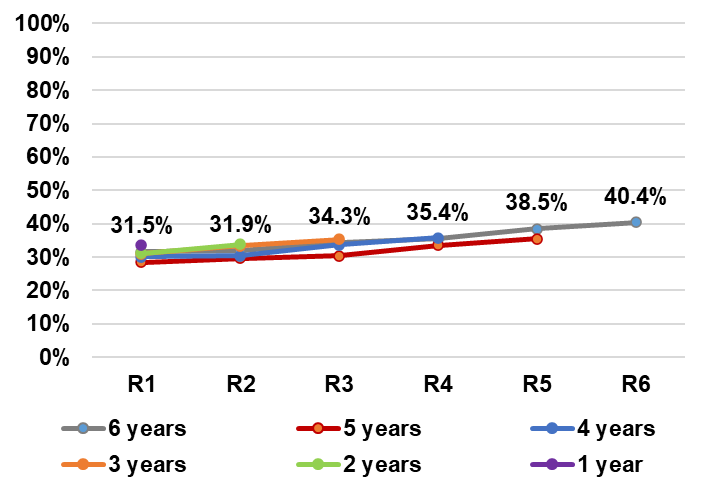 100%
90%
80%
70%
60%
50%
40%
30%
20%
10%
0%
31.5% 31.9% 34.3% 35.4% 38.5% 40.4%
R1 R2 R3 R4 R5 R6
6 years 5 years 4 years
3 years 2 years 1 year